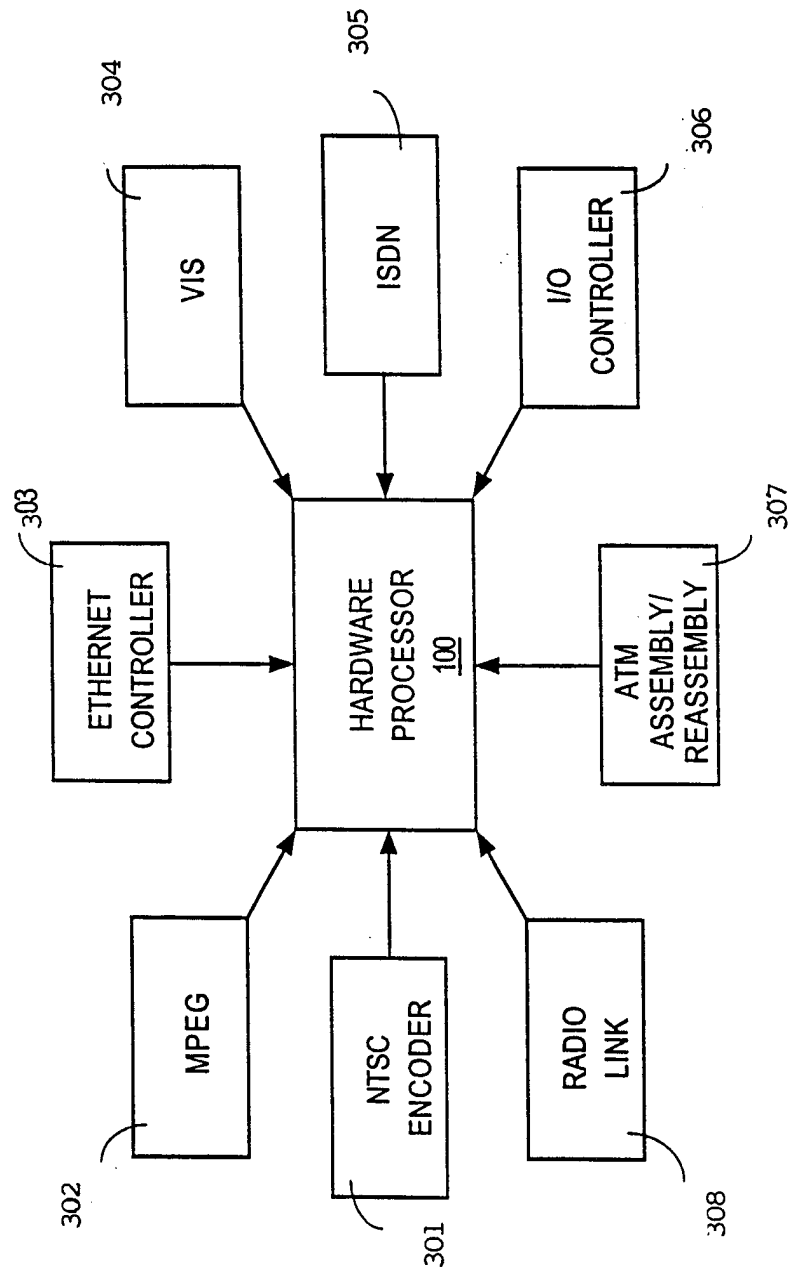 303
304
302
ETHERNET
CONTROLLER
MPEG
VIS
305
NTSC
ENCODER
HARDWARE
PROCESSOR
100
ISDN
301
RADIO
LINK
ATM
ASSEMBLY/
REASSEMBLY
I/O
CONTROLLER
308
307
306